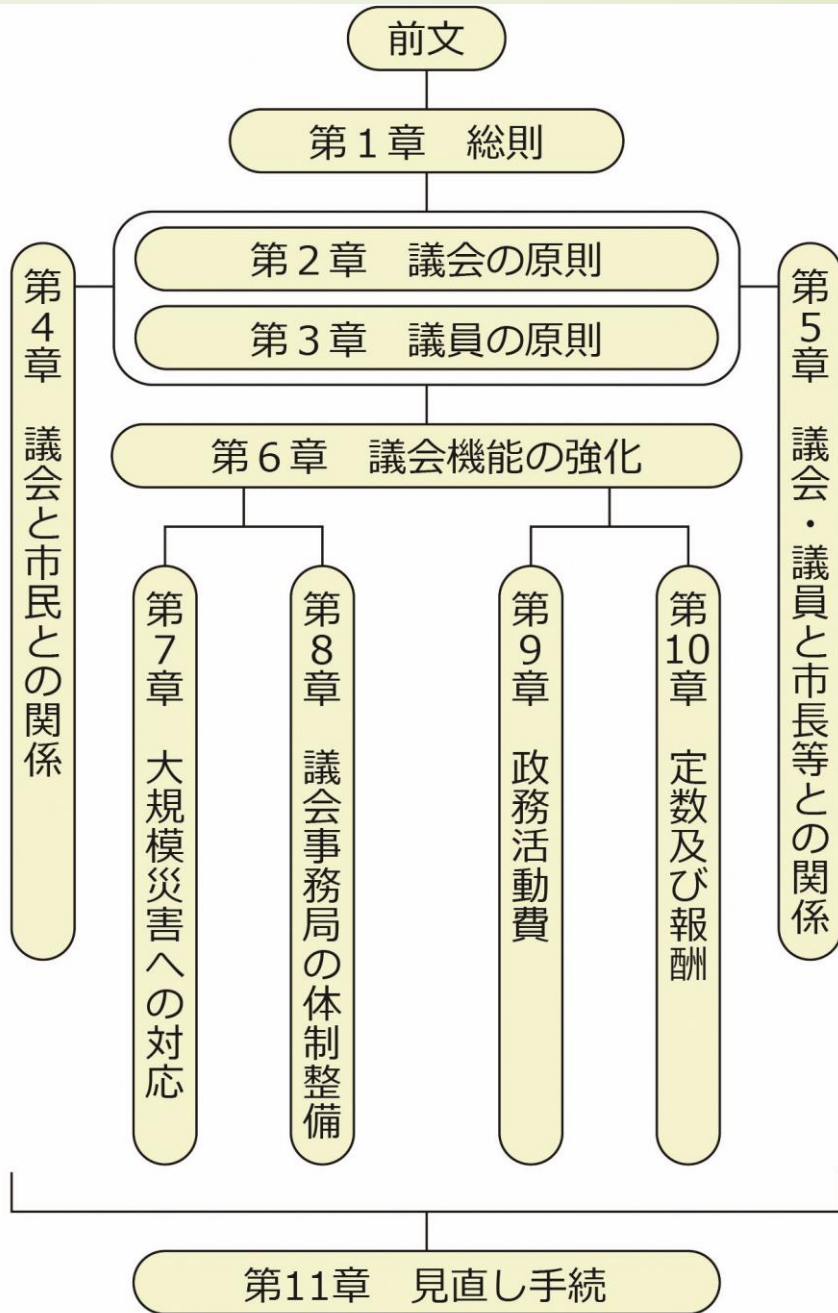 前文
第1章　総則
第2章　議会の原則
第3章　議員の原則
第4章　議会と市民との関係
第5章　議会・議員と市長等との関係
第6章　議会機能の強化
第7章　大規模災害への対応
第8章　議会事務局の体制整備
第9章　政務活動費
第10章　定数及び報酬
第11章　見直し手続